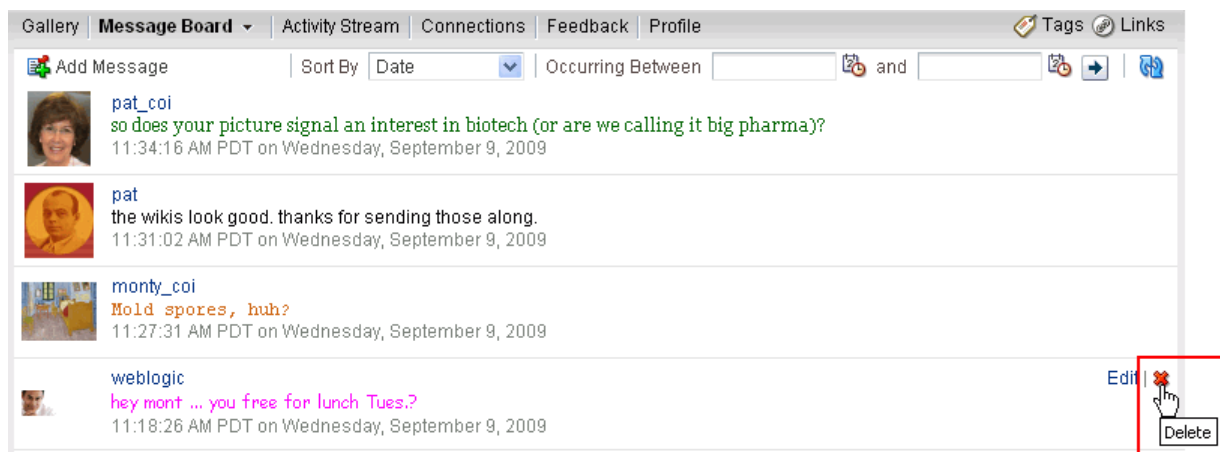 Gallery Message Board Activity Stream Connections Feedback Profile Tags Links
Add Message Sort By Date Occurring Between and
pat_coi
so does your picture signal an interest in biotech (or are we calling it big pharma)?
11:34:16 AM PDT on Wednesday, September 9, 2009
pat
the wikis look good. thanks for sending those along.
11:31:02 AM PDT on Wednesday, September 9, 2009
monty_coi
Mold spores, huh?
11:27:31 AM PDT on Wednesday, September 9, 2009
weblogic Edit
hey mont ... you free for lunch Tues.?
11:18:26 AM PDT on Wednesday, September 9, 2009
Delete